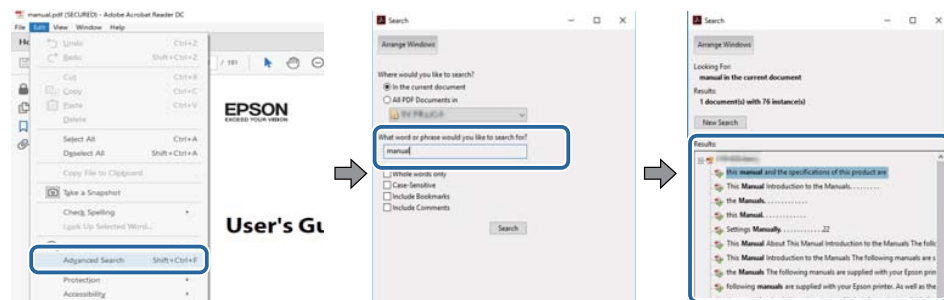 manual.pdf (SECURED) - Adobe Acrobat Reader DC
File Edit View Window Help
Undo Ctrl+Z
Redo Shift+Ctrl+Z
/ 191
Cut Ctrl+X
Copy Ctrl+C
Paste Ctrl+V
Delete
Select All Ctrl+A
Deselect All Shift+Ctrl+A
Copy File to Clipboard
Take a Snapshot
Check Spelling
Look Up Selected Word...
Advanced Search Shift+Ctrl+F
Protection
Accessibility
EPSON
EXCEED YOUR VISION
User's Gu
Search
Arrange Windows
Where would you like to search?
In the current document
All PDF Documents in
What word or phrase would you like to search for?
manual
Whole words only
Case-Sensitive
Include Bookmarks
Include Comments
Search
Search
Arrange Windows
Looking For:
manual in the current document
Results:
1 document(s) with 76 instance(s)
New Search
Results:
this manual and the specifications of this product are
This Manual Introduction to the Manuals.........
the Manuals.............
this Manual.............
Settings Manually.............22
This Manual About This Manual Introduction to the Manuals The follo
This Manual Introduction to the Manuals The following manuals are s
the Manuals The following manuals are supplied with your Epson prin
following manuals are supplied with your Epson printer. As well as the